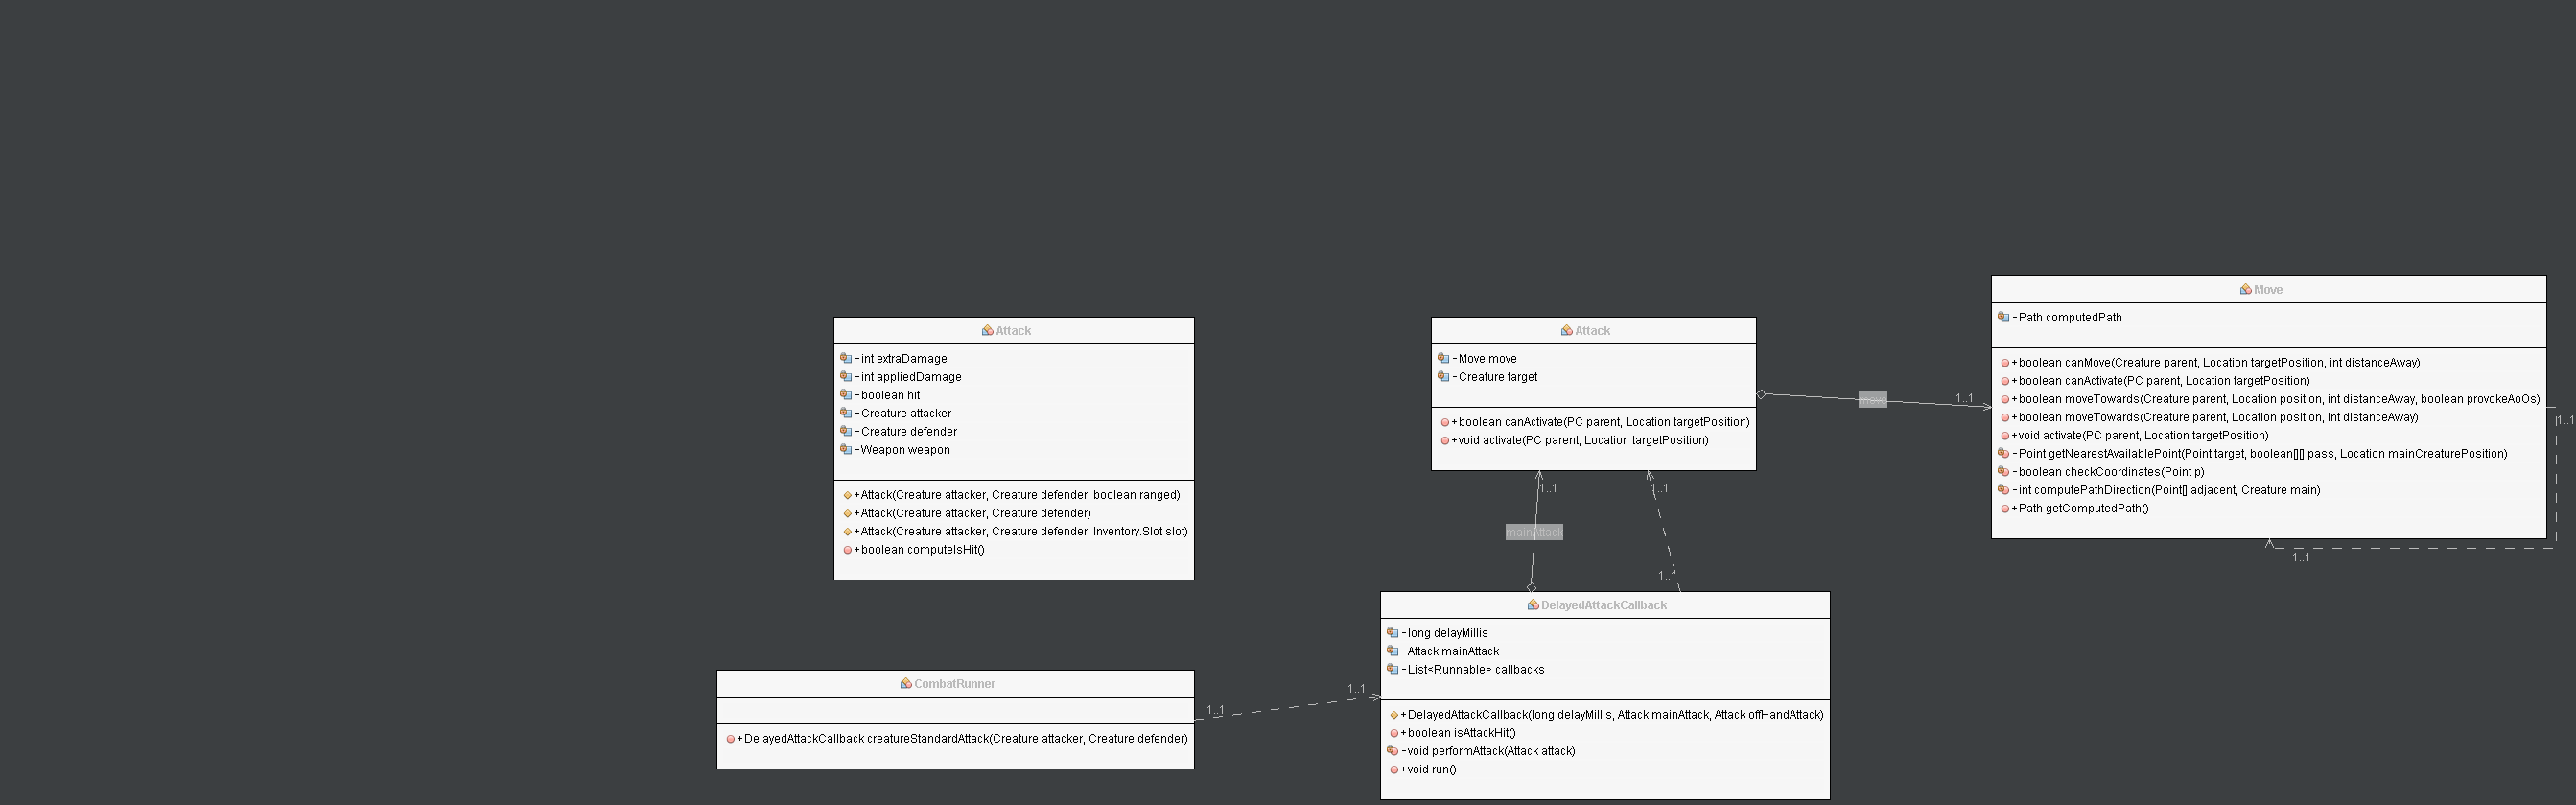 Attack
-int extraDamage
-int appliedDamage
-boolean hit
-Creature attacker
-Creature defender
-Weapon weapon
+Attack(Creature attacker, Creature defender, boolean ranged)
+Attack(Creature attacker, Creature defender)
+Attack(Creature attacker, Creature defender, Inventory.Slot slot)
+boolean computeIsHit()
Attack
-Move move
-Creature target
+boolean canActivate(PC parent, Location targetPosition)
+void activate(PC parent, Location targetPosition)
move
1..1
Move
-Path computedPath
+boolean canMove(Creature parent, Location targetPosition, int distanceAway)
+boolean canActivate(PC parent, Location targetPosition)
+boolean moveTowards(Creature parent, Location position, int distanceAway, boolean provokeAoOs)
+boolean moveTowards(Creature parent, Location position, int distanceAway)
+void activate(PC parent, Location targetPosition)
-Point getNearestAvailablePoint(Point target, boolean[][] pass, Location mainCreaturePosition)
-boolean checkCoordinates(Point p)
-int computePathDirection(Point[] adjacent, Creature main)
+Path getComputedPath()
1..1
1..1
1..1
1..1
mainAttack
1..1
DelayedAttackCallback
-long delayMillis
-Attack mainAttack
-List<Runnable> callbacks
+DelayedAttackCallback(long delayMillis, Attack mainAttack, Attack offHandAttack)
+boolean isAttackHit()
-void performAttack(Attack attack)
+void run()
CombatRunner
+DelayedAttackCallback creatureStandardAttack(Creature attacker, Creature defender)
1..1
1..1